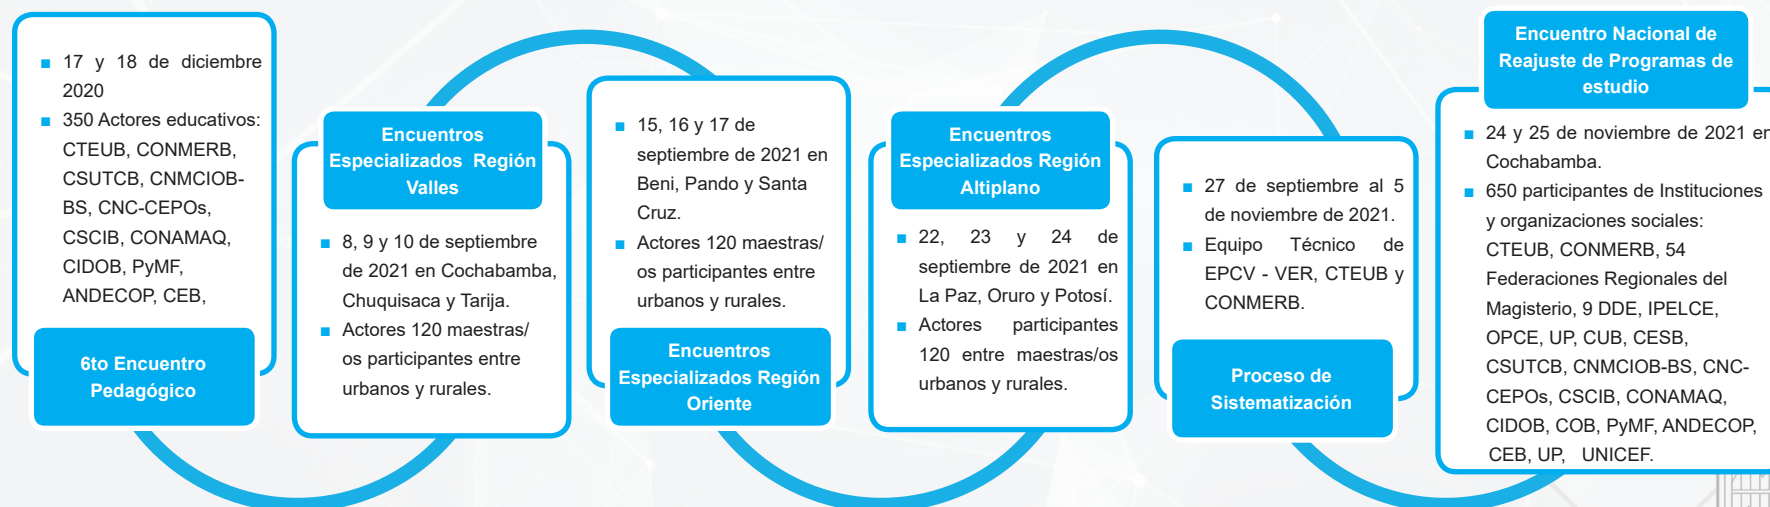 17 y 18 de diciembre
2020
350 Actores educativos:
CTEUB, CONMERB,
CSUTCB, CNMCIOB-
BS, CNC-CEPOs,
CSCIB, CONAMAQ,
CIDOB, PyMF,
ANDECOP, CEB,
6to Encuentro
Pedagógico
Encuentros
Especializados Región
Valles
8, 9 y 10 de septiembre
de 2021 en Cochabamba,
Chuquisaca y Tarija.
Actores 120 maestras/
os participantes entre
urbanos y rurales.
15, 16 y 17 de
septiembre de 2021 en
Beni, Pando y Santa
Cruz.
Actores 120 maestras/
os participantes entre
urbanos y rurales.
Encuentros
Especializados Región
Oriente
Encuentros
Especializados Región
Altiplano
22, 23 y 24 de
septiembre de 2021 en
La Paz, Oruro y Potosí.
Actores participantes
120 entre maestras/os
urbanos y rurales.
27 de septiembre al 5
de noviembre de 2021.
Equipo Técnico de
EPCV - VER, CTEUB y
CONMERB.
Proceso de
Sistematización
Encuentro Nacional de
Reajuste de Programas de
estudio
24 y 25 de noviembre de 2021 en
Cochabamba.
650 participantes de Instituciones
y organizaciones sociales:
CTEUB, CONMERB, 54
Federaciones Regionales del
Magisterio, 9 DDE, IPELCE,
OPCE, UP, CUB, CESB,
CSUTCB, CNMCIOB-BS, CNC-
CEPOs, CSCIB, CONAMAQ,
CIDOB, COB, PyMF, ANDECOP,
CEB, UP, UNICEF.